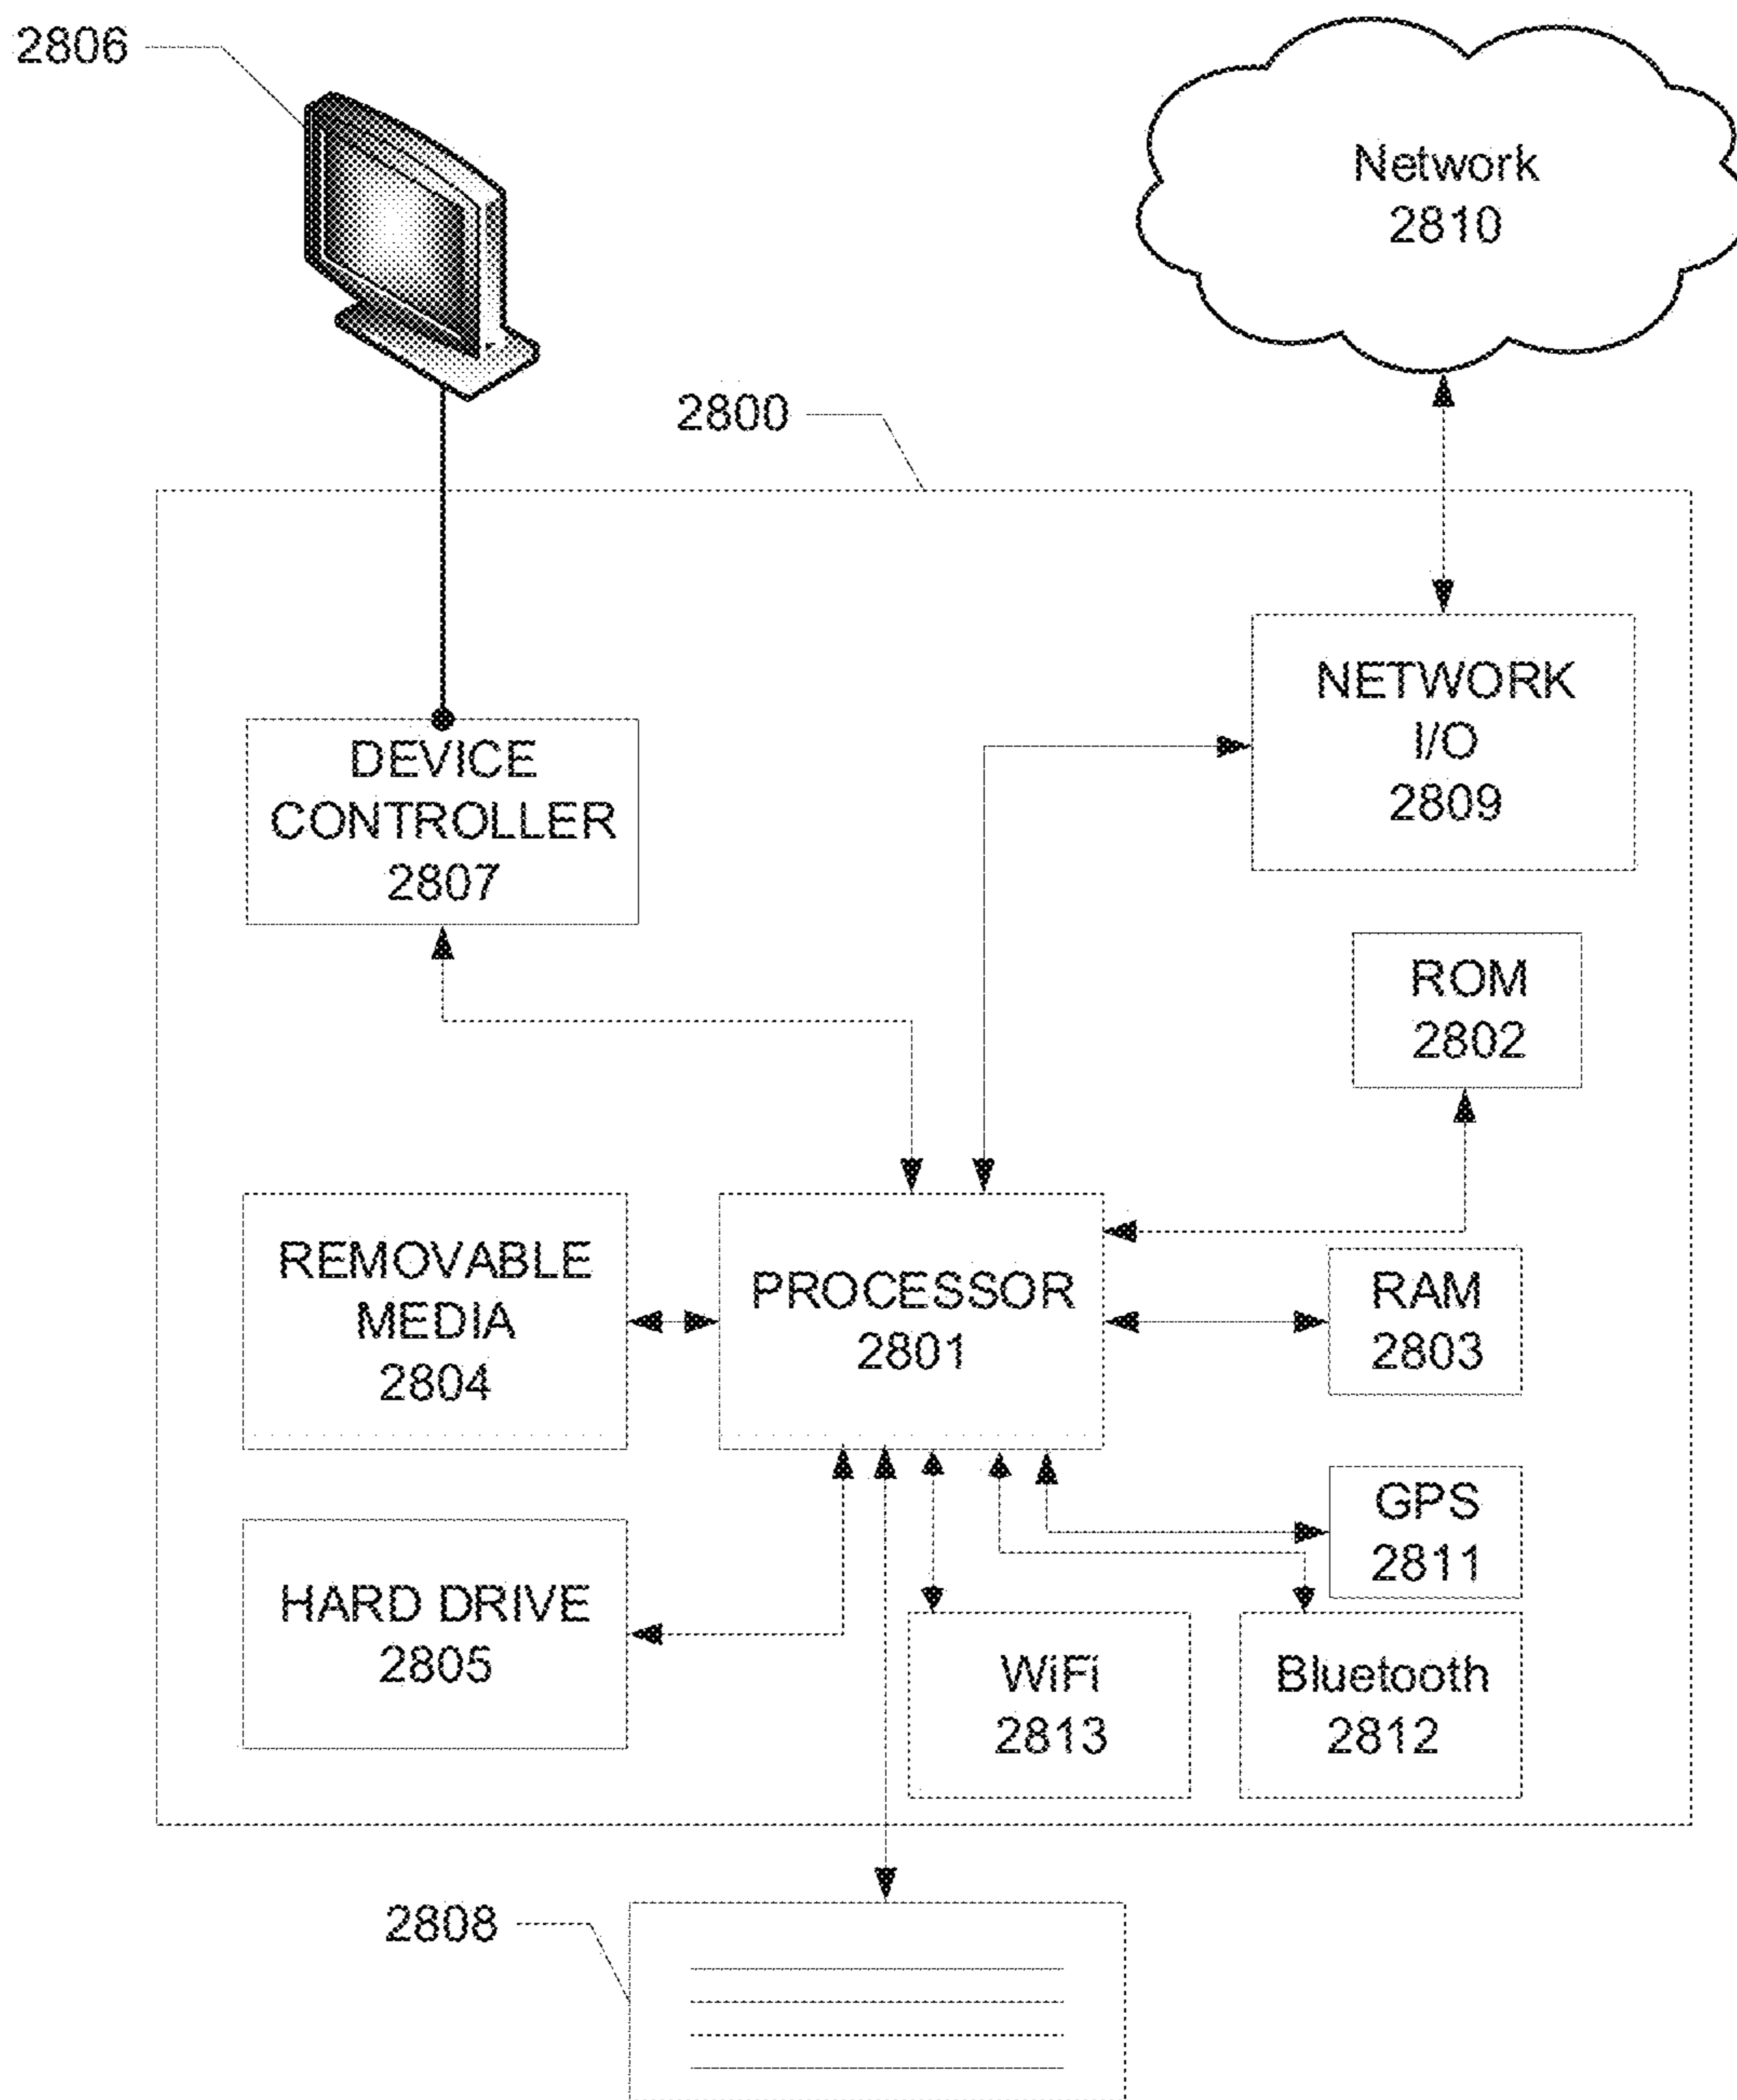 2806
Network
2810
2800
NETWORK
I/O
2809
DEVICE
CONTROLLER
2807
ROM
2802
REMOVABLE
MEDIA
2804
PROCESSOR
2801
RAM
2803
GPS
2811
HARD DRIVE
2805
WiFi
2813
Bluetooth
2812
2808